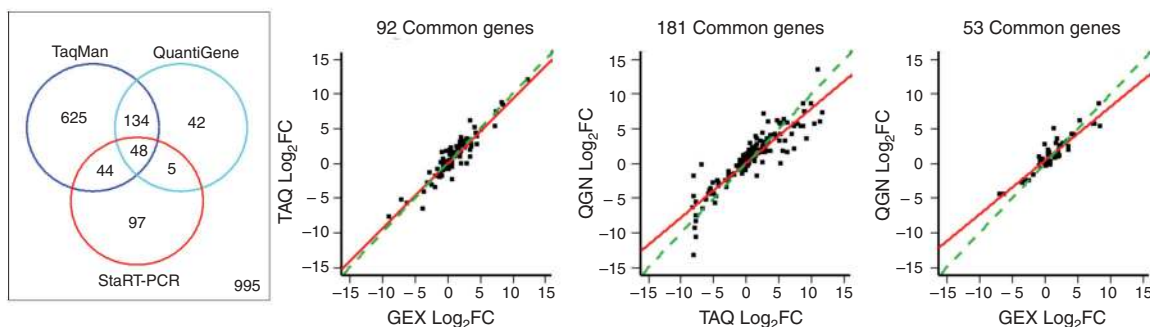 TaqMan
QuantiGene
625
134
42
48
44
5
97
StaRT-PCR
995
92 Common genes
TAQ Log2FC
15
10
5
0
−5
−10
−15
−15 −10 −5 0 5 10 15
GEX Log2FC
181 Common genes
QGN Log2FC
15
10
5
0
−5
−10
−15
−15 −10 −5 0 5 10 15
TAQ Log2FC
53 Common genes
QGN Log2FC
15
10
5
0
−5
−10
−15
−15 −10 −5 0 5 10 15
GEX Log2FC